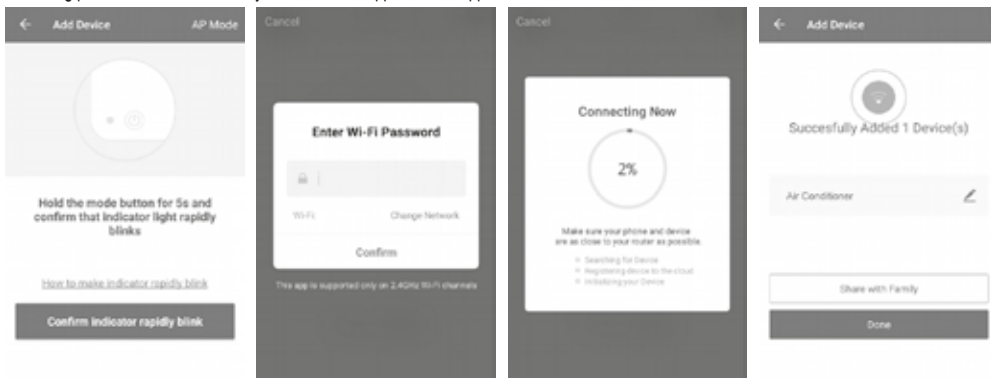 Add Device AP Mode
Hold the mode button for 5s and
confirm that indicator light rapidly
blinks
How to make indicator rapidly blink
Confirm indicator rapidly blink
Cancel
Enter Wi-Fi Password
Wi-Fi Change Network
Confirm
This app is supported only on 2.4GHz Wi-Fi channels
Cancel
Connecting Now
2%
Make sure your phone and device
are as close to your router as possible.
Searching for Device
Registering device to the cloud
Initializing your Device
Add Device
Succesfully Added 1 Device(s)
Air Conditioner
Share with Family
Done